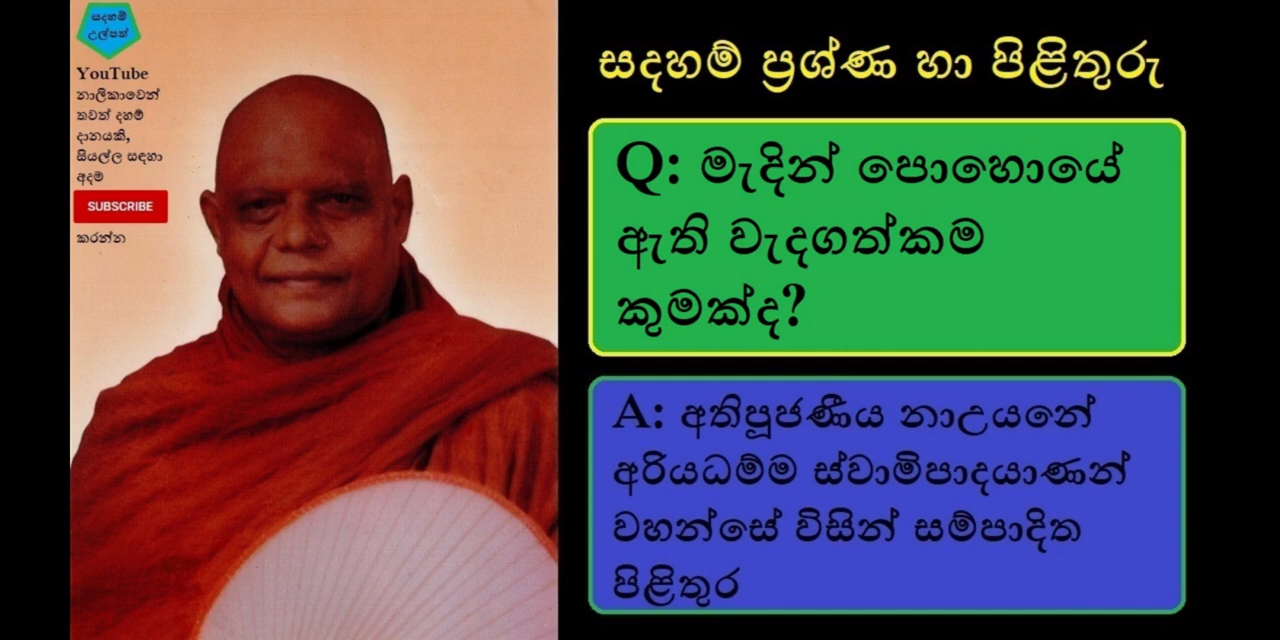 සදහම්
උල්පත්
YouTube
නාලිකාවෙන්
තවත් දහම්
දානයකි,
සියල්ල සඳහා
අදම
SUBSCRIBE
කරන්න
සදහම් ප්‍රශ්ණ හා පිළිතුරු
Q: මැදින් පොහොයේ
ඇති වැදගත්කම
කුමක්ද?
A: අතිපූජණීය නාඋයනේ
අරියධම්ම ස්වාමිපාදයාණන්
වහන්සේ විසින් සම්පාදිත
පිළිතුර